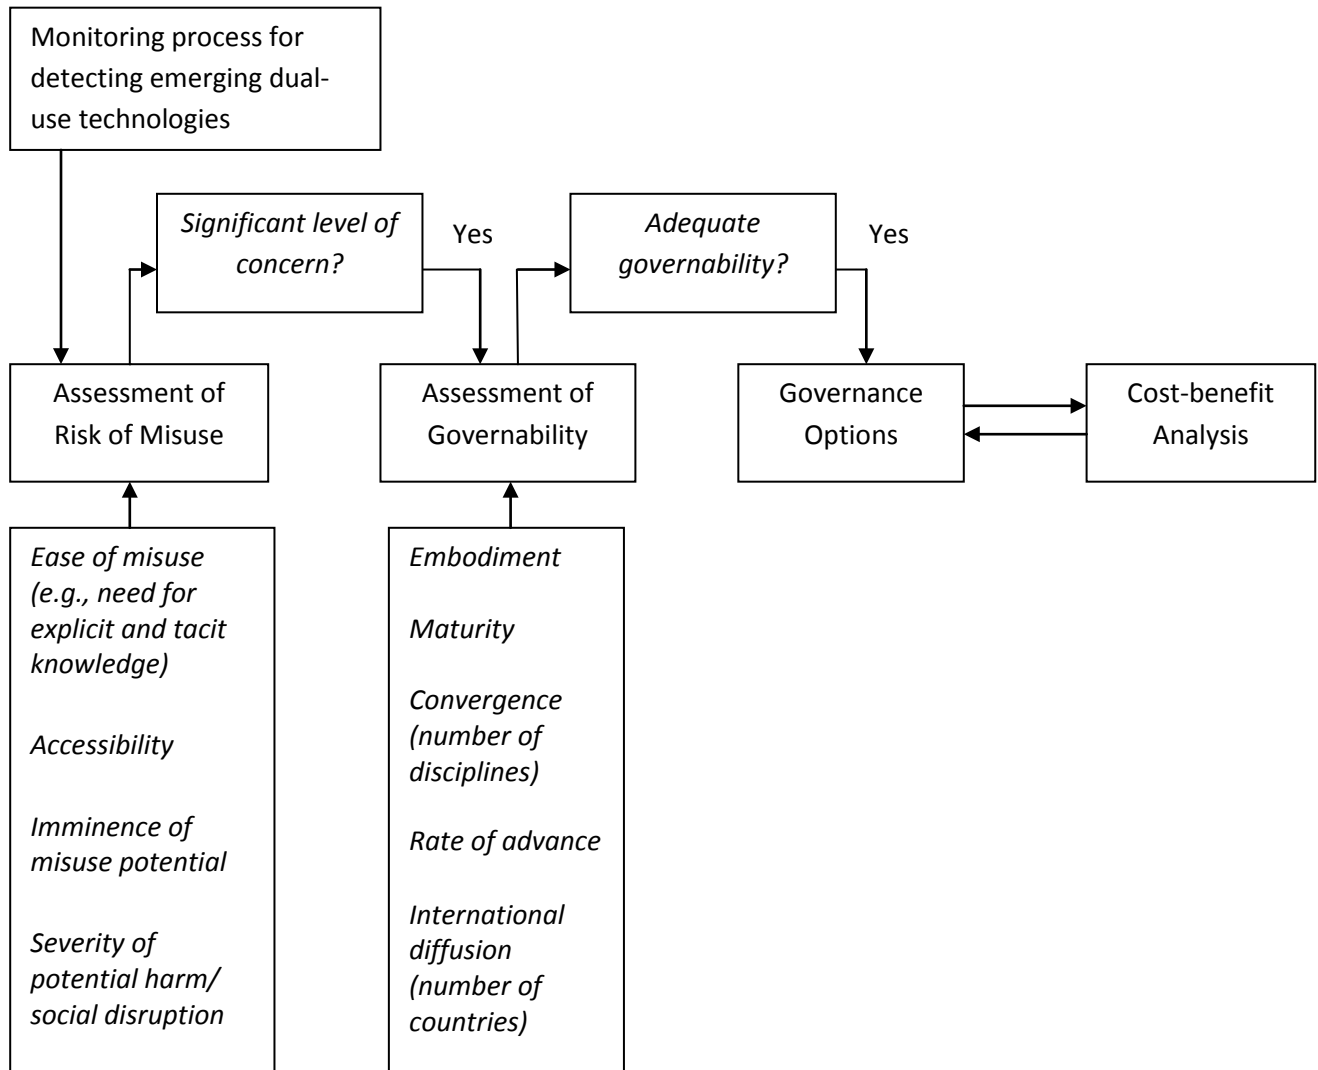 Monitoring process for
detecting emerging dual-
use technologies
Significant level of
concern?
Yes
Adequate
governability?
Yes
Assessment of
Risk of Misuse
Assessment of
Governability
Governance
Options
Cost-benefit
Analysis
Ease of misuse
(e.g., need for
explicit and tacit
knowledge)
Accessibility
Imminence of
misuse potential
Severity of
potential harm/
social disruption
Embodiment
Maturity
Convergence
(number of
disciplines)
Rate of advance
International
diffusion
(number of
countries)